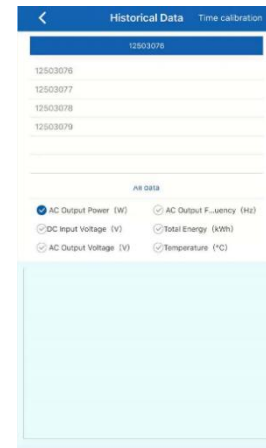 Historical Data Time calibration
12503076
12503076
12503077
12503078
12503079
All data
AC Output Power (W) AC Output F...uency (Hz)
DC Input Voltage (V) Total Energy (kWh)
AC Output Voltage (V) Temperature (°C)